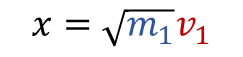 x = √m₁ v₁